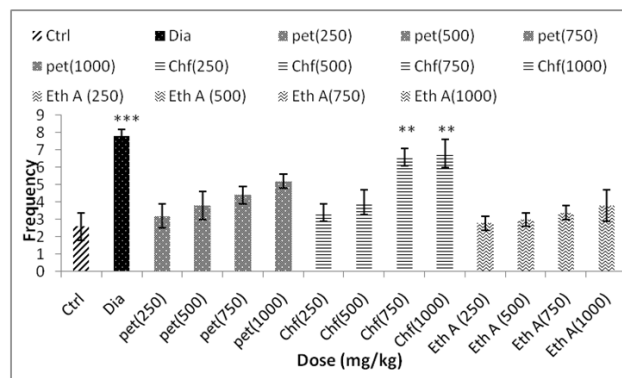 Ctrl Dia pet(250) pet(500) pet(750)
pet(1000) Chf(250) Chf(500) Chf(750) Chf(1000)
Eth A (250) Eth A (500) Eth A(750) Eth A(1000)
Frequency
9
8
7
6
5
4
3
2
1
0
*** ** **
Ctrl Dia pet(250) pet(500) pet(750) pet(1000) Chf(250) Chf(500) Chf(750) Chf(1000) Eth A (250) Eth A (500) Eth A(750) Eth A(1000)
Dose (mg/kg)